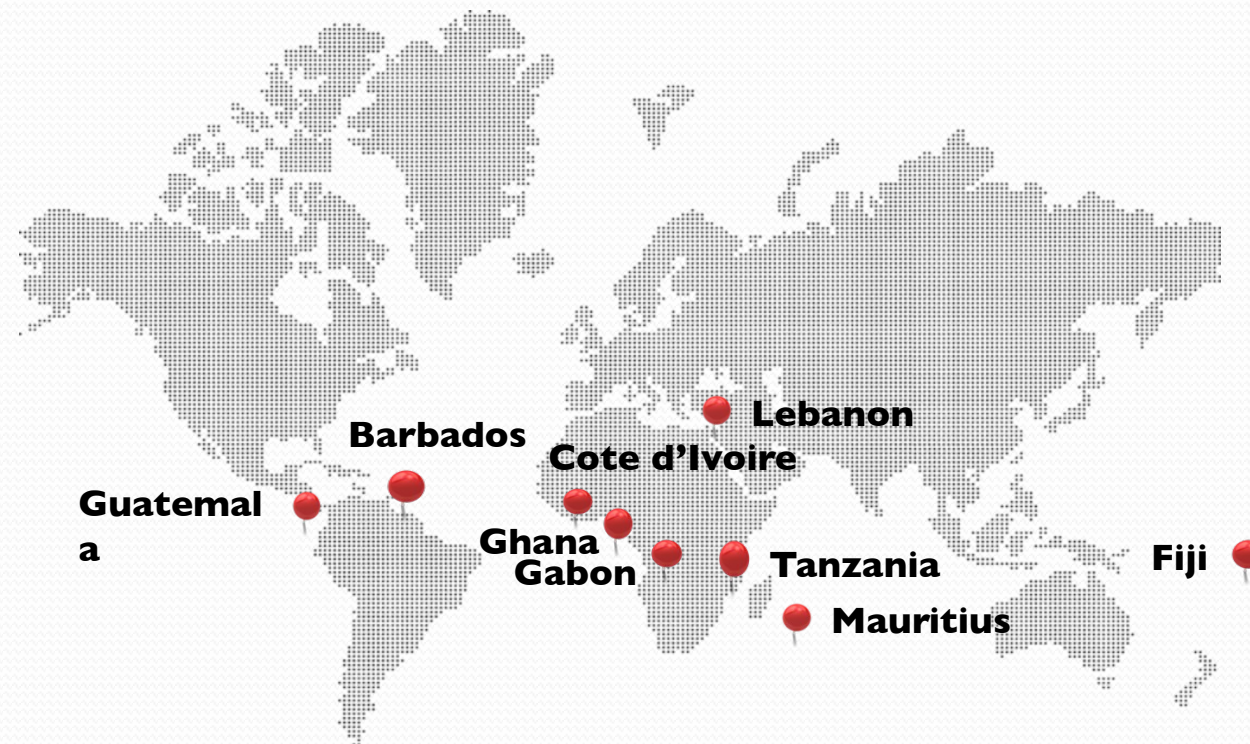 Lebanon
Barbados
Cote d’Ivoire
Guatemal
a
Ghana
Gabon
Tanzania
Fiji
Mauritius